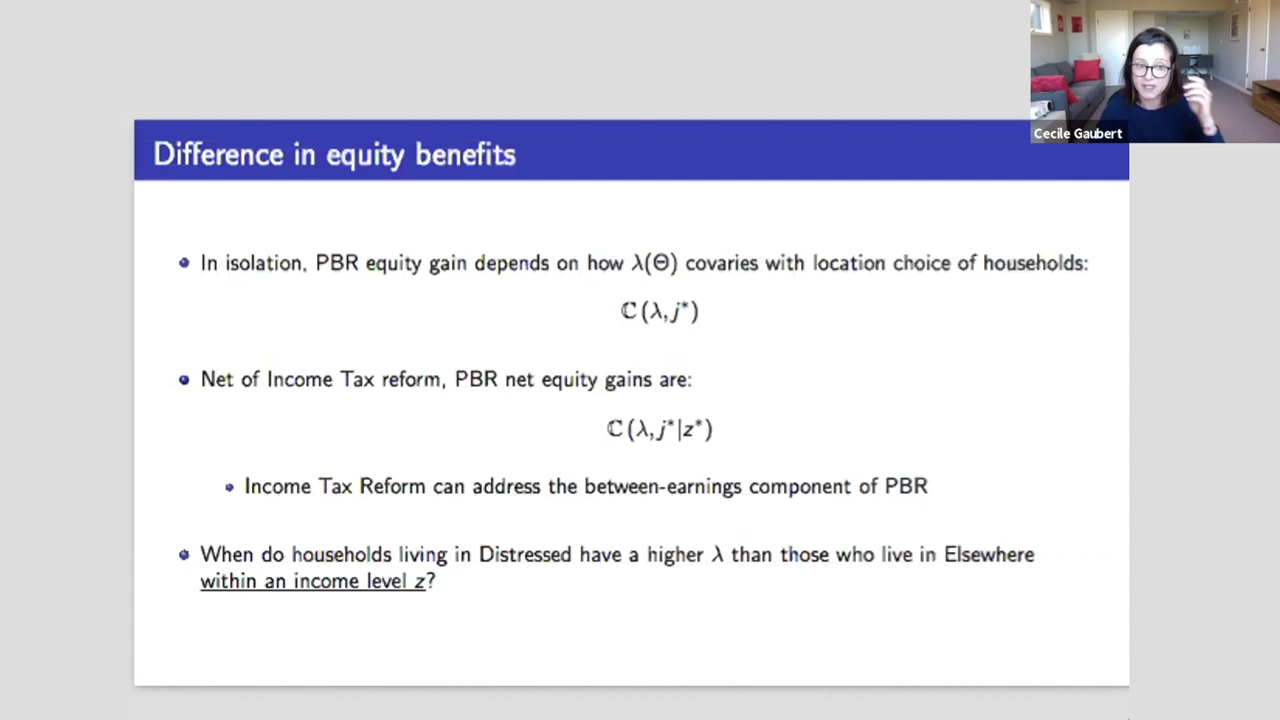 Cecile Gaubert
Difference in equity benefits
In isolation, PBR equity gain depends on how λ(Θ) covaries with location choice of households:
ℂ (λ, j*)
Net of Income Tax reform, PBR net equity gains are:
ℂ (λ, j*|z*)
Income Tax Reform can address the between-earnings component of PBR
When do households living in Distressed have a higher λ than those who live in Elsewhere
within an income level z?